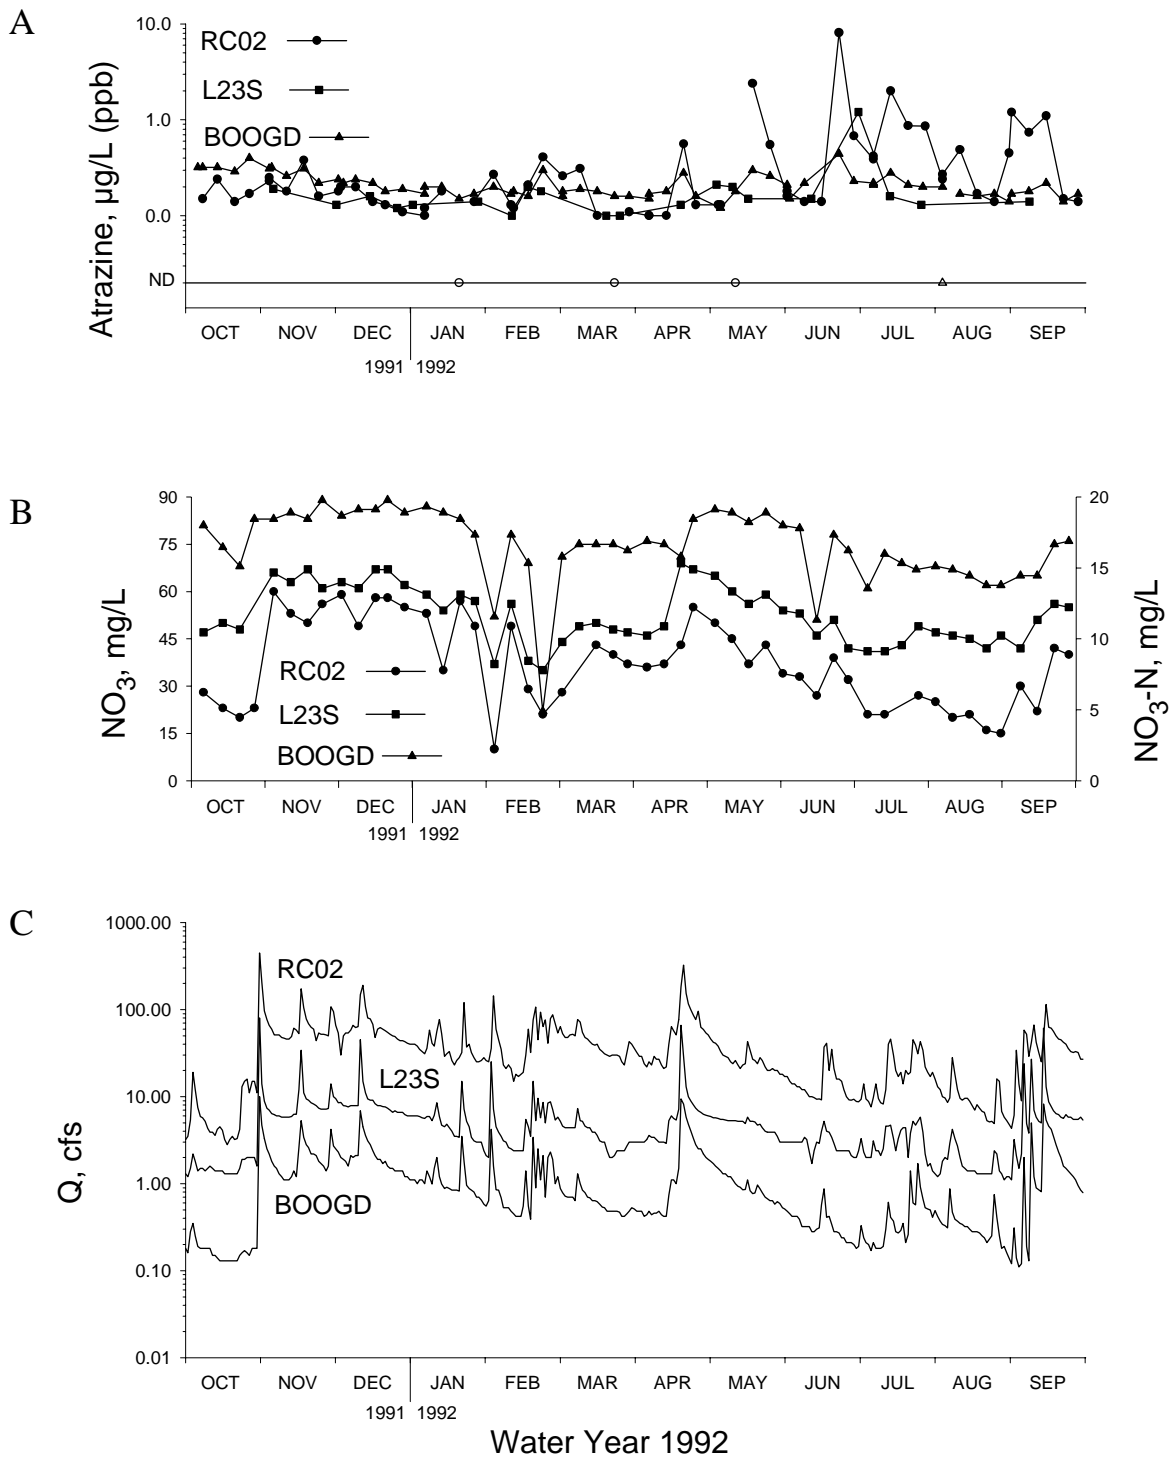 A
Atrazine, µg/L (ppb)
10.0
1.0
0.0
ND
RC02
L23S
BOOGD
OCT NOV DEC JAN FEB MAR APR MAY JUN JUL AUG SEP
1991 1992
B
NO3, mg/L
90
75
60
45
30
15
0
RC02
L23S
BOOGD
20
15
10
5
0
NO3-N, mg/L
OCT NOV DEC JAN FEB MAR APR MAY JUN JUL AUG SEP
1991 1992
C
Q, cfs
1000.00
100.00
10.00
1.00
0.10
0.01
RC02
L23S
BOOGD
OCT NOV DEC JAN FEB MAR APR MAY JUN JUL AUG SEP
1991 1992
Water Year 1992